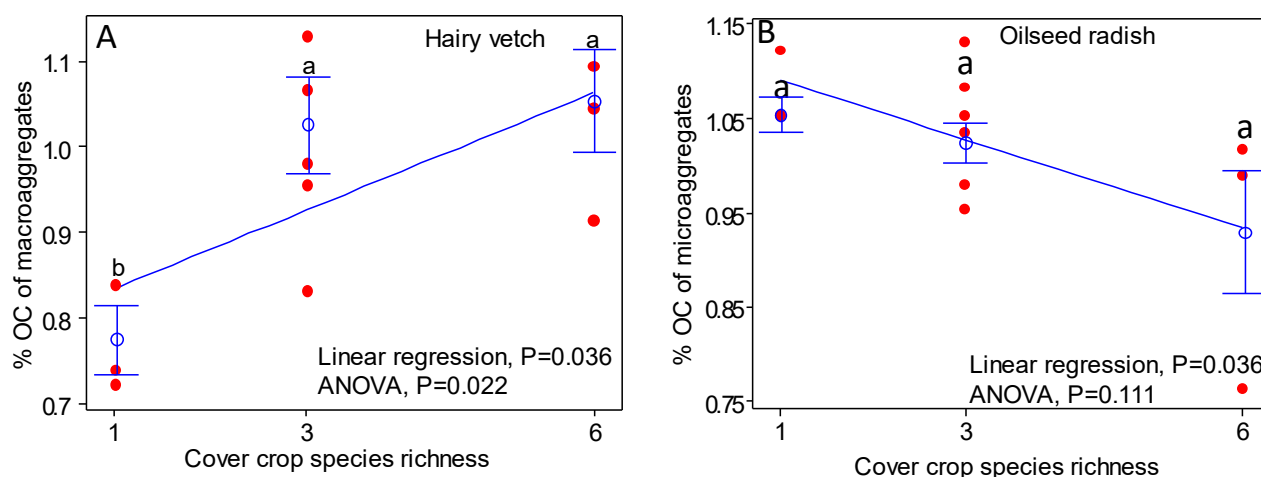 A
Hairy vetch
% OC of macroaggregates
1.1
1.0
0.9
0.8
0.7
b
a
a
Linear regression, P=0.036
ANOVA, P=0.022
1 3 6
Cover crop species richness
B
Oilseed radish
% OC of microaggregates
1.15
1.05
0.95
0.85
0.75
a
a
a
Linear regression, P=0.036
ANOVA, P=0.111
1 3 6
Cover crop species richness